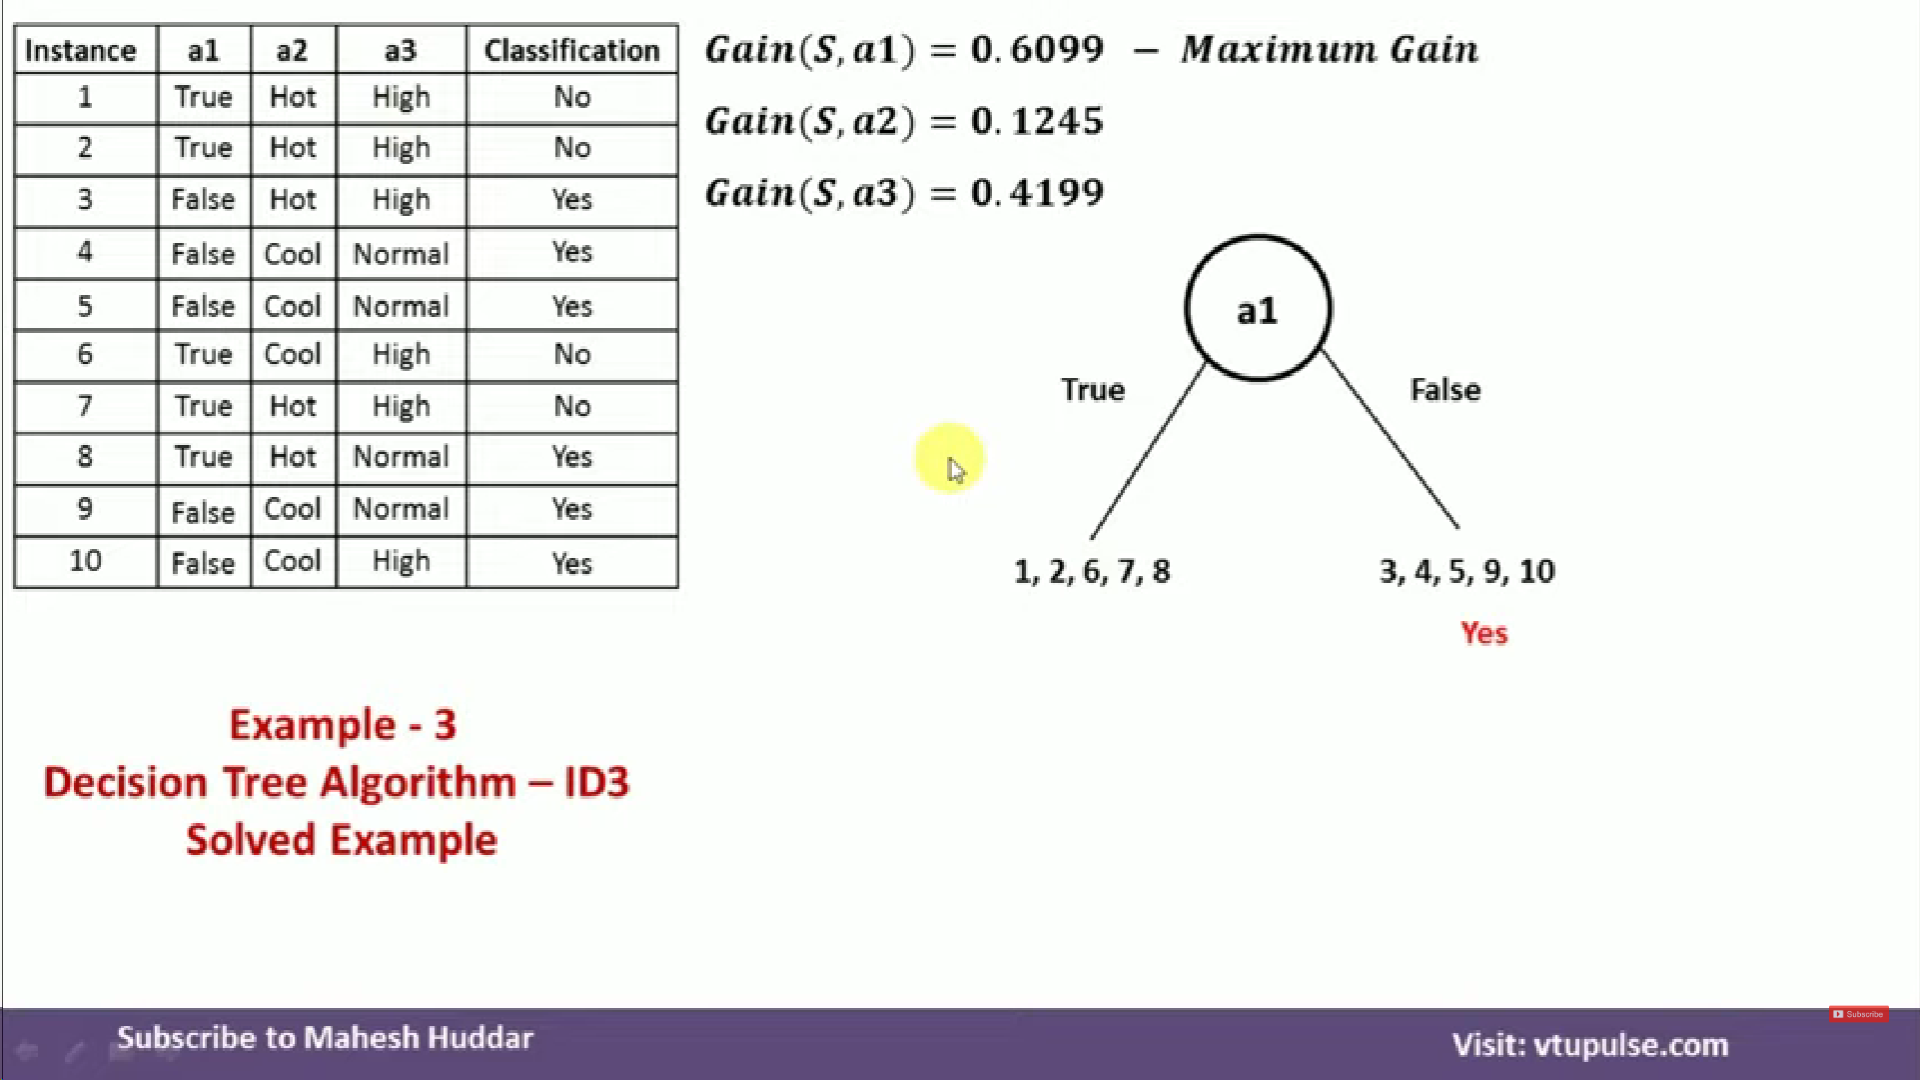 Instance a1 a2 a3 Classification
1 True Hot High No
2 True Hot High No
3 False Hot High Yes
4 False Cool Normal Yes
5 False Cool Normal Yes
6 True Cool High No
7 True Hot High No
8 True Hot Normal Yes
9 False Cool Normal Yes
10 False Cool High Yes
Gain(S, a1) = 0.6099 − Maximum Gain
Gain(S, a2) = 0.1245
Gain(S, a3) = 0.4199
a1
True False
1, 2, 6, 7, 8 3, 4, 5, 9, 10
Yes
Example - 3
Decision Tree Algorithm – ID3
Solved Example
Subscribe
Subscribe to Mahesh Huddar
Visit: vtupulse.com